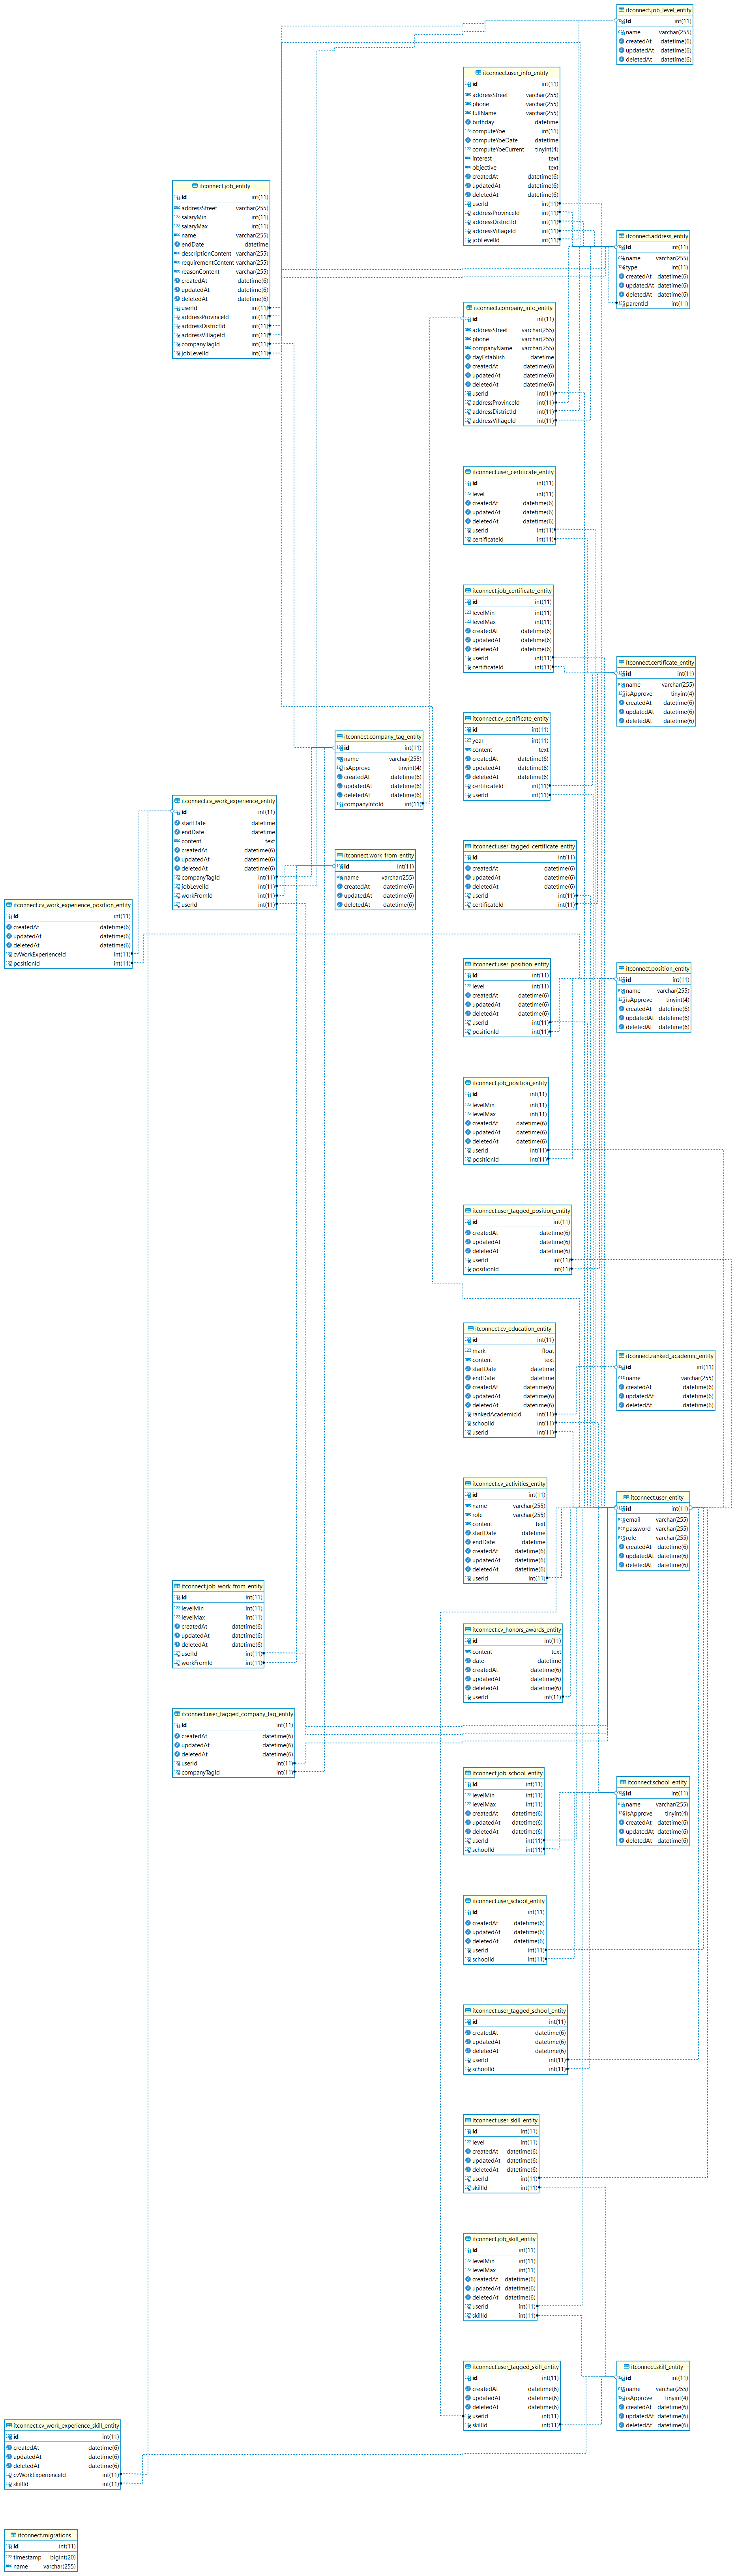 itconnect.job_level_entity
id int(11)
name varchar(255)
createdAt datetime(6)
updatedAt datetime(6)
deletedAt datetime(6)
itconnect.user_info_entity
id int(11)
addressStreet varchar(255)
phone varchar(255)
fullName varchar(255)
birthday datetime
computeYoe int(11)
computeYoeDate datetime
computeYoeCurrent tinyint(4)
interest text
objective text
createdAt datetime(6)
updatedAt datetime(6)
deletedAt datetime(6)
userId int(11)
addressProvinceId int(11)
addressDistrictId int(11)
addressVillageId int(11)
jobLevelId int(11)
itconnect.job_entity
id int(11)
addressStreet varchar(255)
salaryMin int(11)
salaryMax int(11)
name varchar(255)
endDate datetime
descriptionContent varchar(255)
requirementContent varchar(255)
reasonContent varchar(255)
createdAt datetime(6)
updatedAt datetime(6)
deletedAt datetime(6)
userId int(11)
addressProvinceId int(11)
addressDistrictId int(11)
addressVillageId int(11)
companyTagId int(11)
jobLevelId int(11)
itconnect.address_entity
id int(11)
name varchar(255)
type int(11)
createdAt datetime(6)
updatedAt datetime(6)
deletedAt datetime(6)
parentId int(11)
itconnect.company_info_entity
id int(11)
addressStreet varchar(255)
phone varchar(255)
companyName varchar(255)
dayEstablish datetime
createdAt datetime(6)
updatedAt datetime(6)
deletedAt datetime(6)
userId int(11)
addressProvinceId int(11)
addressDistrictId int(11)
addressVillageId int(11)
itconnect.user_certificate_entity
id int(11)
level int(11)
createdAt datetime(6)
updatedAt datetime(6)
deletedAt datetime(6)
userId int(11)
certificateId int(11)
itconnect.job_certificate_entity
id int(11)
levelMin int(11)
levelMax int(11)
createdAt datetime(6)
updatedAt datetime(6)
deletedAt datetime(6)
userId int(11)
certificateId int(11)
itconnect.certificate_entity
id int(11)
name varchar(255)
isApprove tinyint(4)
createdAt datetime(6)
updatedAt datetime(6)
deletedAt datetime(6)
itconnect.cv_certificate_entity
id int(11)
year int(11)
content text
createdAt datetime(6)
updatedAt datetime(6)
deletedAt datetime(6)
certificateId int(11)
userId int(11)
itconnect.company_tag_entity
id int(11)
name varchar(255)
isApprove tinyint(4)
createdAt datetime(6)
updatedAt datetime(6)
deletedAt datetime(6)
companyInfoId int(11)
itconnect.cv_work_experience_entity
id int(11)
startDate datetime
endDate datetime
content text
createdAt datetime(6)
updatedAt datetime(6)
deletedAt datetime(6)
companyTagId int(11)
jobLevelId int(11)
workFromId int(11)
userId int(11)
itconnect.work_from_entity
id int(11)
name varchar(255)
createdAt datetime(6)
updatedAt datetime(6)
deletedAt datetime(6)
itconnect.user_tagged_certificate_entity
id int(11)
createdAt datetime(6)
updatedAt datetime(6)
deletedAt datetime(6)
userId int(11)
certificateId int(11)
itconnect.cv_work_experience_position_entity
id int(11)
createdAt datetime(6)
updatedAt datetime(6)
deletedAt datetime(6)
cvWorkExperienceId int(11)
positionId int(11)
itconnect.user_position_entity
id int(11)
level int(11)
createdAt datetime(6)
updatedAt datetime(6)
deletedAt datetime(6)
userId int(11)
positionId int(11)
itconnect.position_entity
id int(11)
name varchar(255)
isApprove tinyint(4)
createdAt datetime(6)
updatedAt datetime(6)
deletedAt datetime(6)
itconnect.job_position_entity
id int(11)
levelMin int(11)
levelMax int(11)
createdAt datetime(6)
updatedAt datetime(6)
deletedAt datetime(6)
userId int(11)
positionId int(11)
itconnect.user_tagged_position_entity
id int(11)
createdAt datetime(6)
updatedAt datetime(6)
deletedAt datetime(6)
userId int(11)
positionId int(11)
itconnect.cv_education_entity
id int(11)
mark float
content text
startDate datetime
endDate datetime
createdAt datetime(6)
updatedAt datetime(6)
deletedAt datetime(6)
rankedAcademicId int(11)
schoolId int(11)
userId int(11)
itconnect.ranked_academic_entity
id int(11)
name varchar(255)
createdAt datetime(6)
updatedAt datetime(6)
deletedAt datetime(6)
itconnect.cv_activities_entity
id int(11)
name varchar(255)
role varchar(255)
content text
startDate datetime
endDate datetime
createdAt datetime(6)
updatedAt datetime(6)
deletedAt datetime(6)
userId int(11)
itconnect.user_entity
id int(11)
email varchar(255)
password varchar(255)
role varchar(255)
createdAt datetime(6)
updatedAt datetime(6)
deletedAt datetime(6)
itconnect.job_work_from_entity
id int(11)
levelMin int(11)
levelMax int(11)
createdAt datetime(6)
updatedAt datetime(6)
deletedAt datetime(6)
userId int(11)
workFromId int(11)
itconnect.cv_honors_awards_entity
id int(11)
content text
date datetime
createdAt datetime(6)
updatedAt datetime(6)
deletedAt datetime(6)
userId int(11)
itconnect.user_tagged_company_tag_entity
id int(11)
createdAt datetime(6)
updatedAt datetime(6)
deletedAt datetime(6)
userId int(11)
companyTagId int(11)
itconnect.job_school_entity
id int(11)
levelMin int(11)
levelMax int(11)
createdAt datetime(6)
updatedAt datetime(6)
deletedAt datetime(6)
userId int(11)
schoolId int(11)
itconnect.school_entity
id int(11)
name varchar(255)
isApprove tinyint(4)
createdAt datetime(6)
updatedAt datetime(6)
deletedAt datetime(6)
itconnect.user_school_entity
id int(11)
createdAt datetime(6)
updatedAt datetime(6)
deletedAt datetime(6)
userId int(11)
schoolId int(11)
itconnect.user_tagged_school_entity
id int(11)
createdAt datetime(6)
updatedAt datetime(6)
deletedAt datetime(6)
userId int(11)
schoolId int(11)
itconnect.user_skill_entity
id int(11)
level int(11)
createdAt datetime(6)
updatedAt datetime(6)
deletedAt datetime(6)
userId int(11)
skillId int(11)
itconnect.job_skill_entity
id int(11)
levelMin int(11)
levelMax int(11)
createdAt datetime(6)
updatedAt datetime(6)
deletedAt datetime(6)
userId int(11)
skillId int(11)
itconnect.user_tagged_skill_entity
id int(11)
createdAt datetime(6)
updatedAt datetime(6)
deletedAt datetime(6)
userId int(11)
skillId int(11)
itconnect.skill_entity
id int(11)
name varchar(255)
isApprove tinyint(4)
createdAt datetime(6)
updatedAt datetime(6)
deletedAt datetime(6)
itconnect.cv_work_experience_skill_entity
id int(11)
createdAt datetime(6)
updatedAt datetime(6)
deletedAt datetime(6)
cvWorkExperienceId int(11)
skillId int(11)
itconnect.migrations
id int(11)
timestamp bigint(20)
name varchar(255)